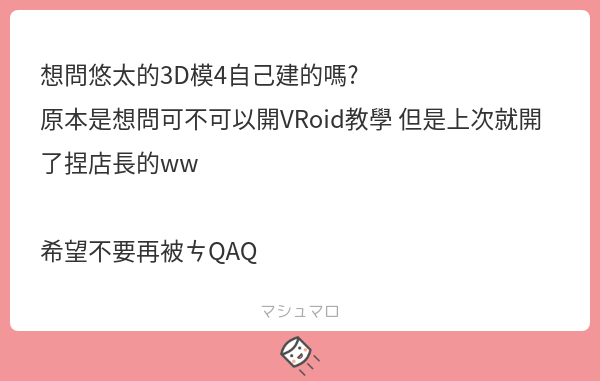 想問悠太的3D模4自己建的嗎?
原本是想問可不可以開VRoid教學 但是上次就開
了捏店長的ww
希望不要再被ㄘQAQ
マシュマロ